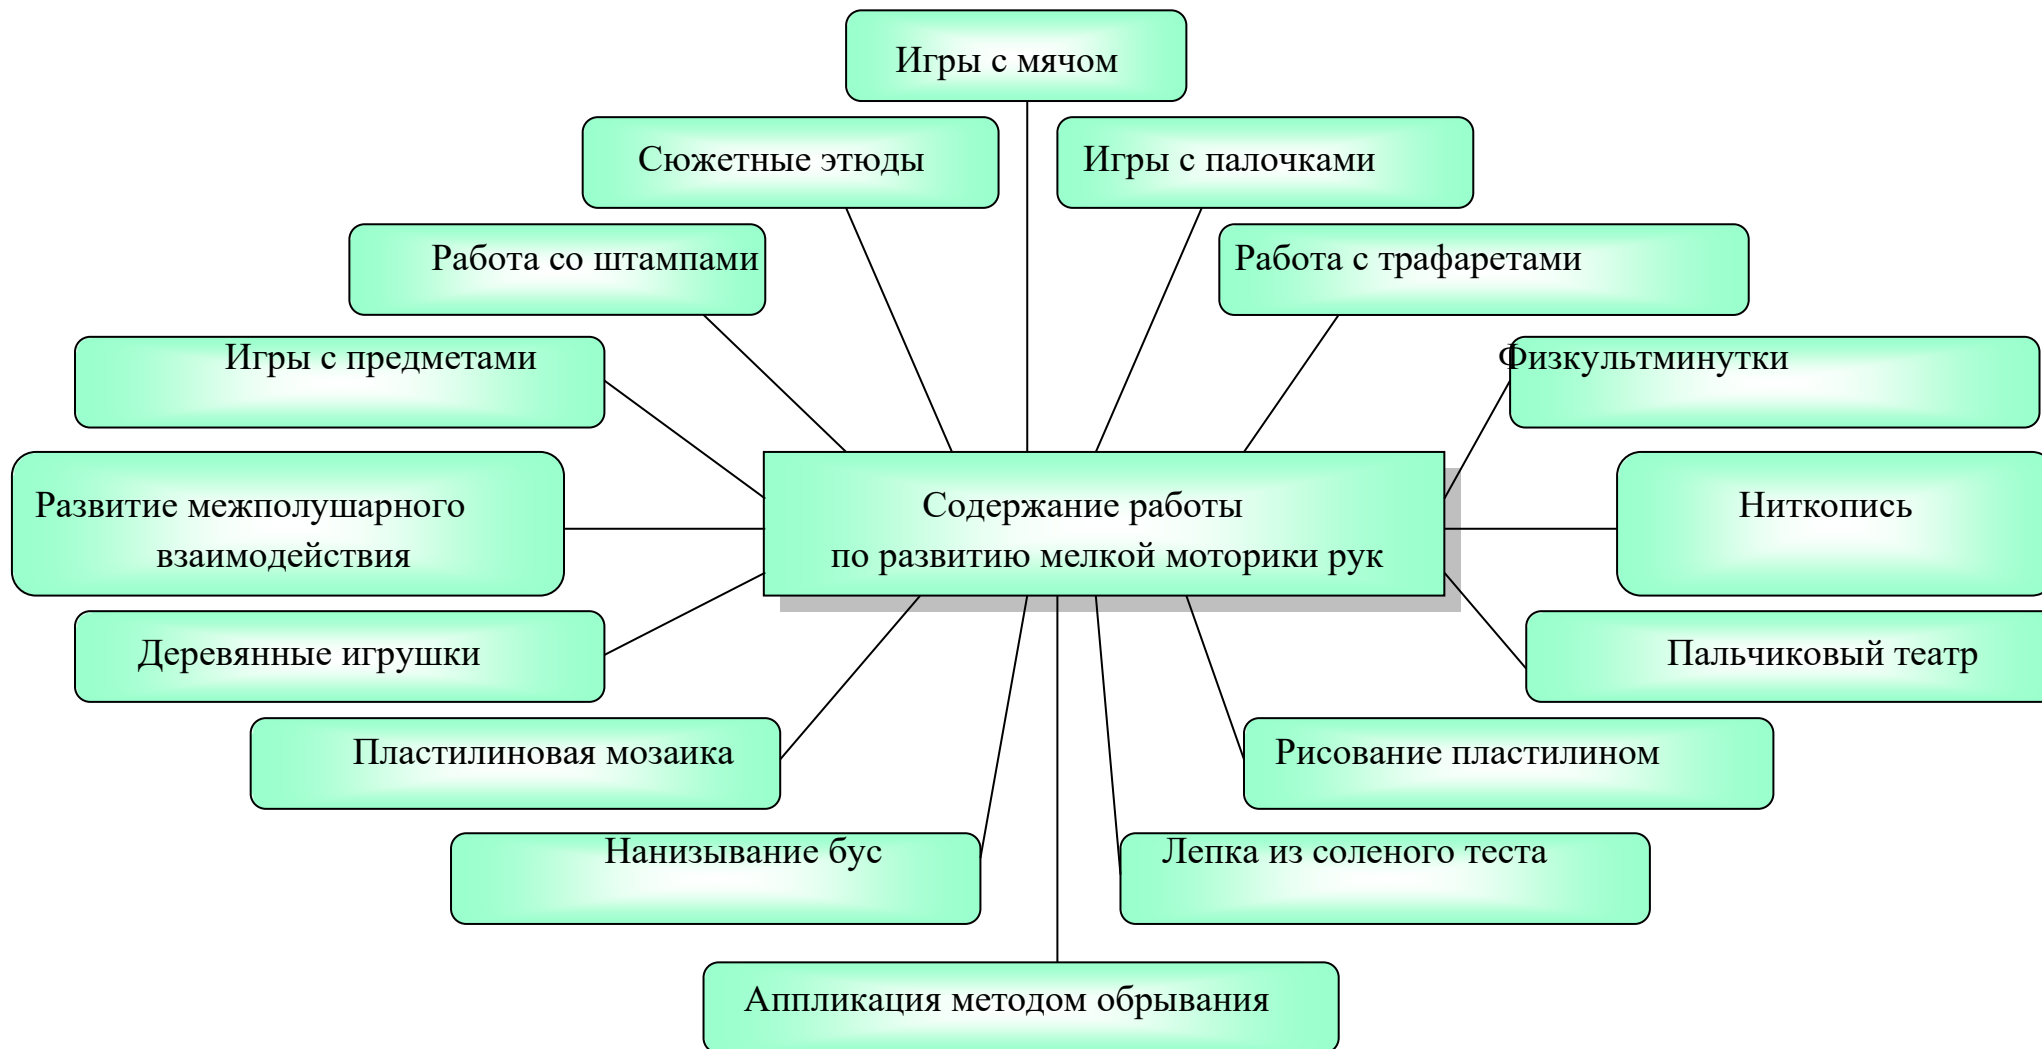 Игры с мячом
Сюжетные этюды
Игры с палочками
Работа со штампами
Работа с трафаретами
Игры с предметами
Физкультминутки
Развитие межполушарного
взаимодействия
Содержание работы
по развитию мелкой моторики рук
Ниткопись
Деревянные игрушки
Пальчиковый театр
Пластилиновая мозаика
Рисование пластилином
Нанизывание бус
Лепка из соленого теста
Аппликация методом обрывания